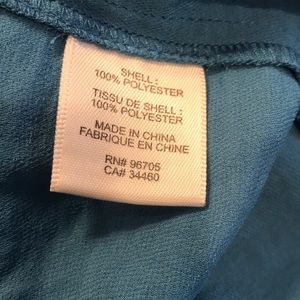 SHELL :
100% POLYESTER
TISSU DE SHELL :
100% POLYESTER
MADE IN CHINA
FABRIQUE EN CHINE
RN# 96705
CA# 34460